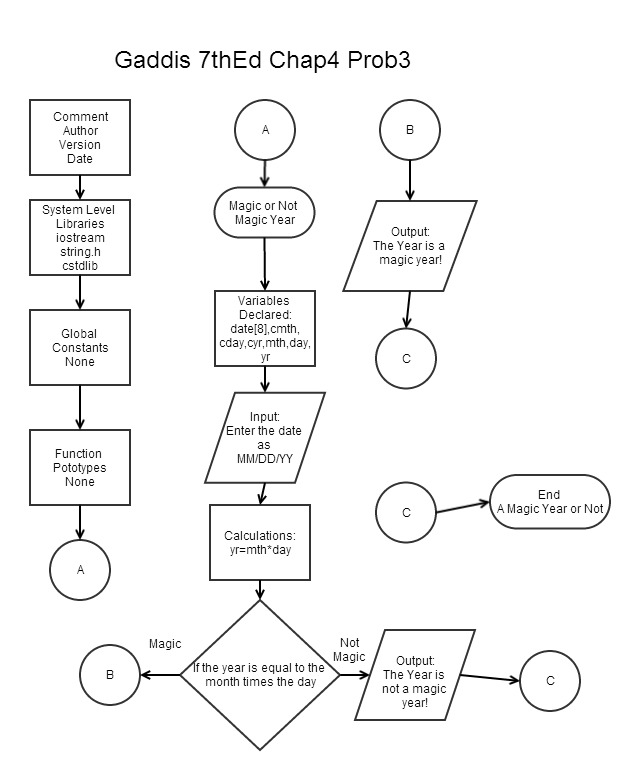 Gaddis 7thEd Chap4 Prob3
Comment
Author
Version
Date
System Level
Libraries
iostream
string.h
cstdlib
Global
Constants
None
Function
Pototypes
None
A
A
Magic or Not
Magic Year
Variables
Declared:
date[8],cmth,
cday,cyr,mth,day,
yr
Input:
Enter the date
as
MM/DD/YY
Calculations:
yr=mth*day
If the year is equal to the
month times the day
Magic
B
Not
Magic
Output:
The Year is
not a magic
year!
C
B
Output:
The Year is a
magic year!
C
C
End
A Magic Year or Not